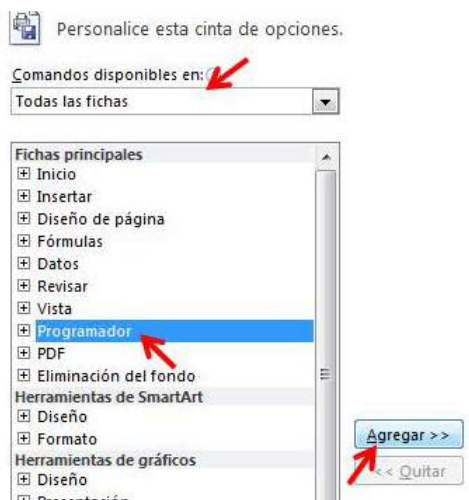 Personalice esta cinta de opciones.
Comandos disponibles en:
Todas las fichas
Fichas principales
Inicio
Insertar
Diseño de página
Fórmulas
Datos
Revisar
Vista
Programador
PDF
Eliminación del fondo
Herramientas de SmartArt
Diseño
Formato
Herramientas de gráficos
Diseño
Presentación
Agregar >>
<< Quitar